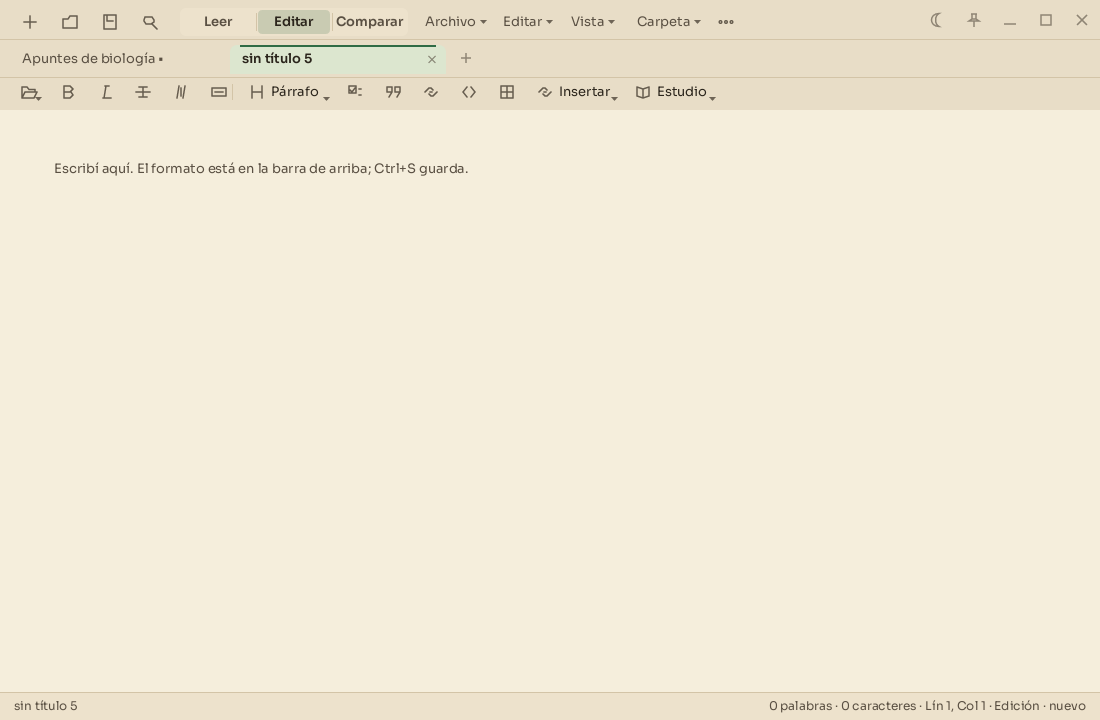 Leer Editar Comparar Archivo Editar Vista Carpeta
Apuntes de biología • sin título 5
Párrafo Insertar Estudio
Escribí aquí. El formato está en la barra de arriba; Ctrl+S guarda.
sin título 5 0 palabras · 0 caracteres · Lín 1, Col 1 · Edición · nuevo